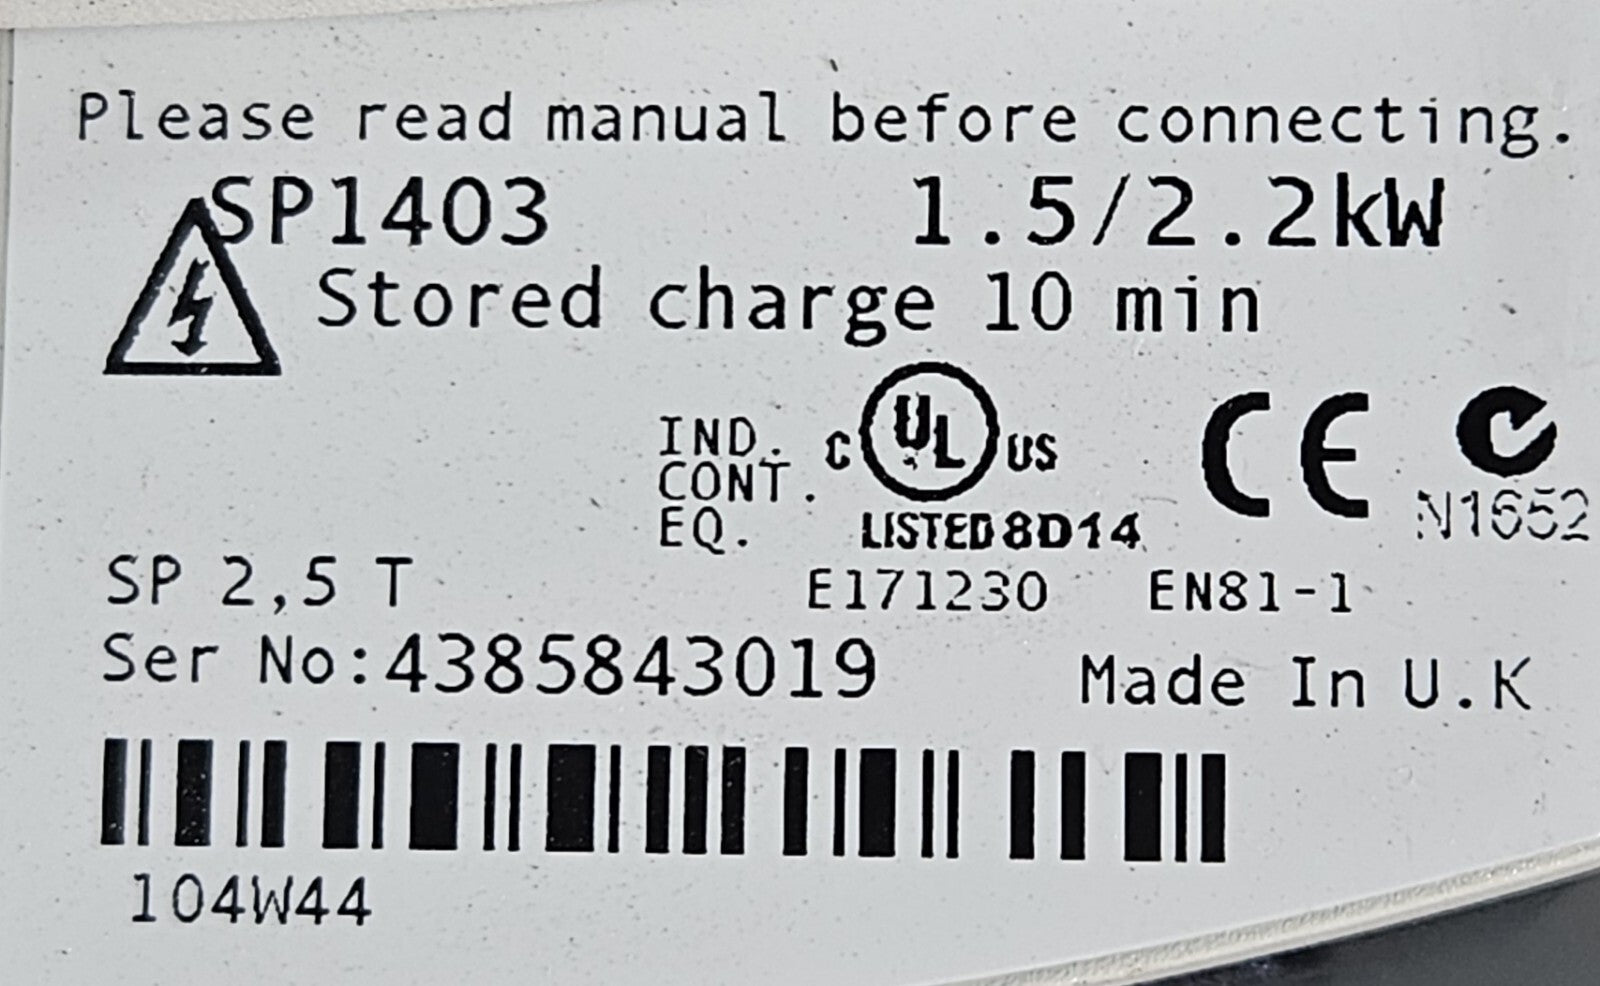 Please read manual before connecting.
SP1403 1.5/2.2kW
Stored charge 10 min
IND.
CONT.
EQ.
C UL US
LISTED 8D14
CE
N1652
SP 2,5 T
E171230 EN81-1
Ser No:4385843019
Made In U.K
104W44